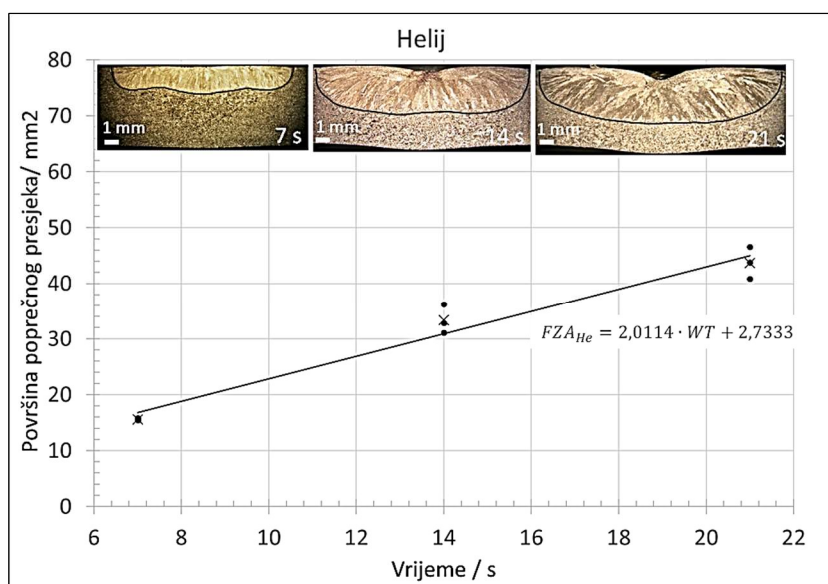 Helij
80
70
60
50
40
30
20
10
0
1 mm 7 s
1 mm 14 s
1 mm 21 s
Površina poprečnog presjeka/ mm2
FZA_He = 2,0114 · WT + 2,7333
6 8 10 12 14 16 18 20 22
Vrijeme / s